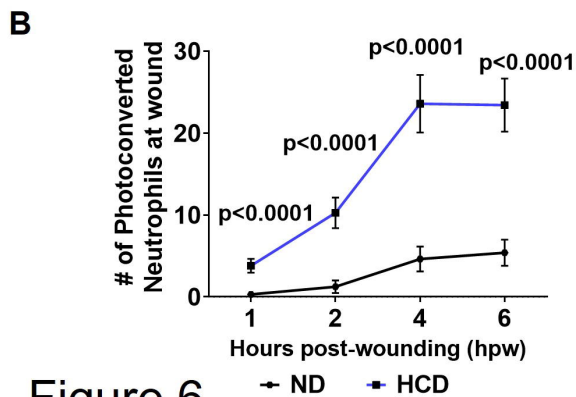 B
# of Photoconverted
Neutrophils at wound
30
20
10
0
p<0.0001
p<0.0001
p<0.0001
p<0.0001
1 2 4 6
Hours post-wounding (hpw)
ND HCD
Figure 6